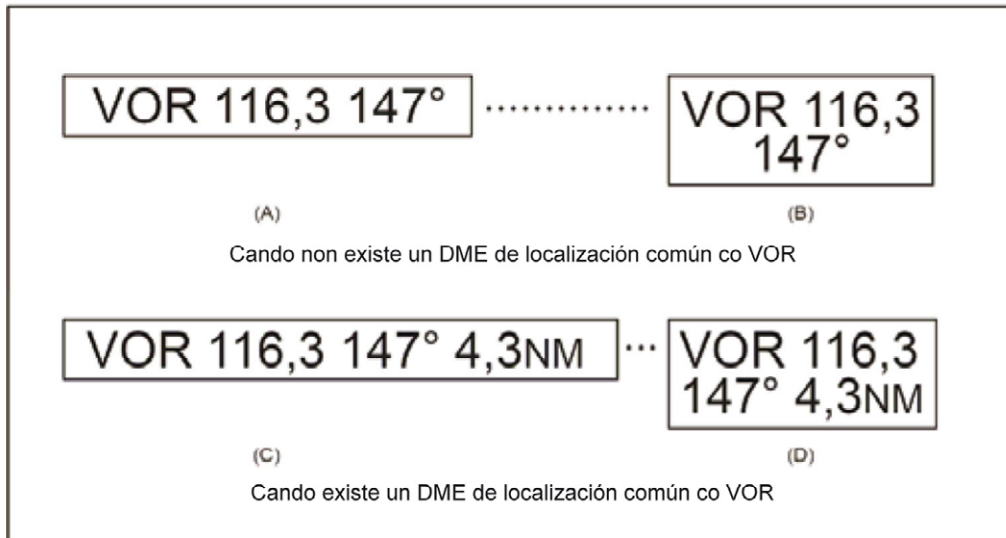 VOR 116,3 147°
VOR 116,3
147°
(A)
(B)
Cando non existe un DME de localización común co VOR
VOR 116,3 147° 4,3NM
VOR 116,3
147° 4,3NM
(C)
(D)
Cando existe un DME de localización común co VOR